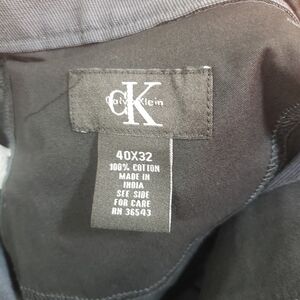 cK
Calvin Klein
40X32
100% COTTON
MADE IN
INDIA
SEE SIDE
FOR CARE
RN 36543